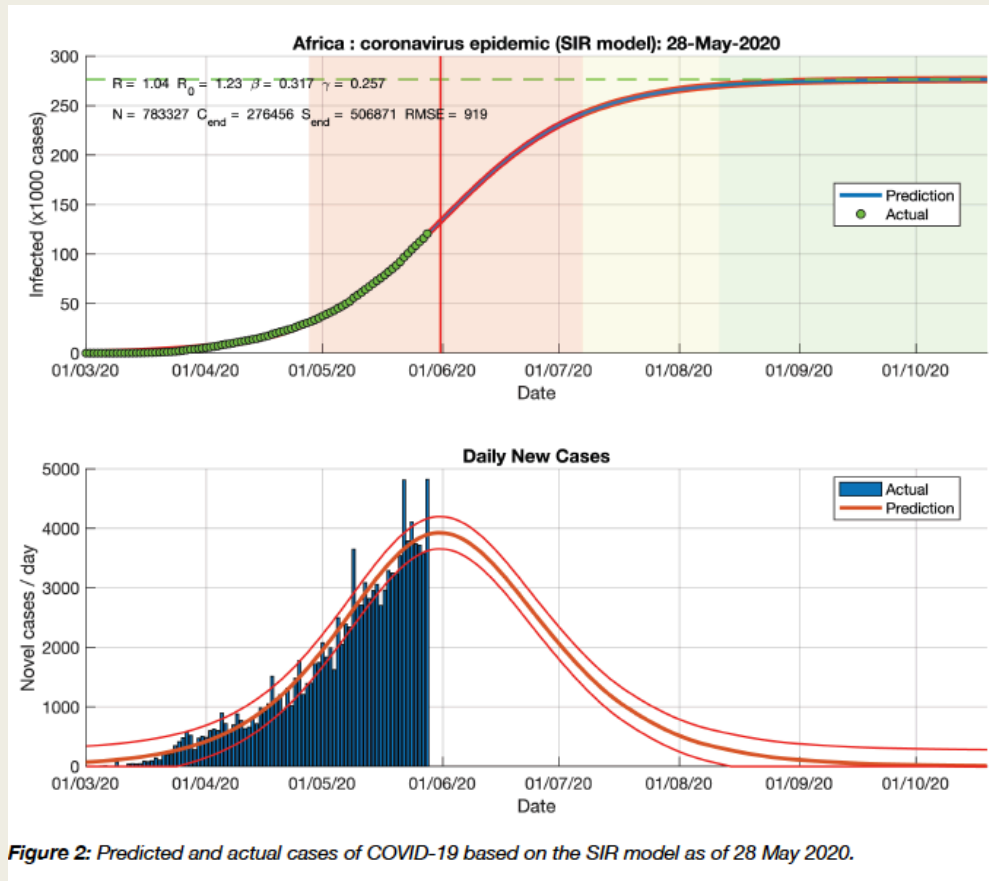 Africa : coronavirus epidemic (SIR model): 28-May-2020
300
250
200
150
100
50
0
Infected (x1000 cases)
R = 1.04 R0 = 1.23 β = 0.317 γ = 0.257
N = 783327 Cend = 276456 Send = 506871 RMSE = 919
Prediction
Actual
01/03/20 01/04/20 01/05/20 01/06/20 01/07/20 01/08/20 01/09/20 01/10/20
Date
Daily New Cases
5000
4000
3000
2000
1000
0
Novel cases / day
Actual
Prediction
01/03/20 01/04/20 01/05/20 01/06/20 01/07/20 01/08/20 01/09/20 01/10/20
Date
Figure 2: Predicted and actual cases of COVID-19 based on the SIR model as of 28 May 2020.